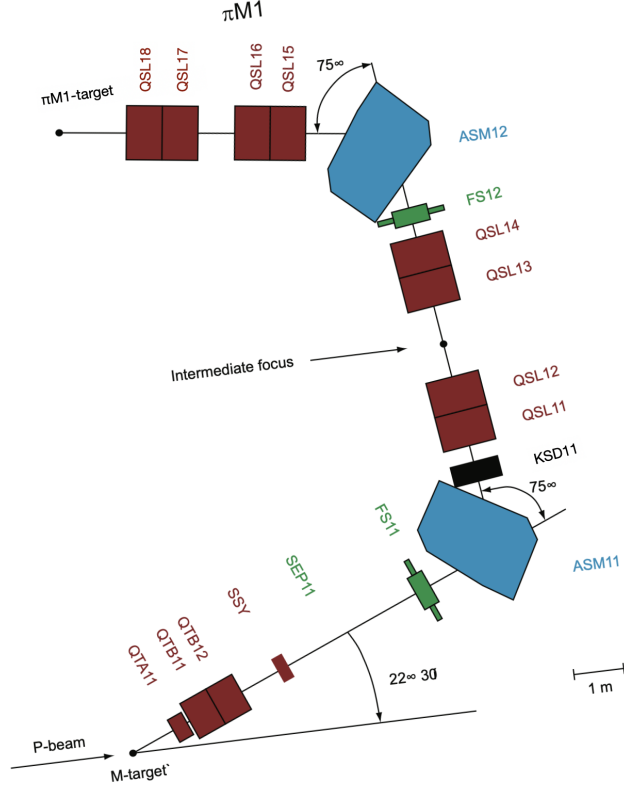 πM1
QSL18
QSL17
QSL16
QSL15
75∞
πM1-target
ASM12
FS12
QSL14
QSL13
Intermediate focus
QSL12
QSL11
KSD11
75∞
FS11
ASM11
SEP11
SSY
QTB12
QTB11
QTA11
22∞ 30
1 m
P-beam
M-target`